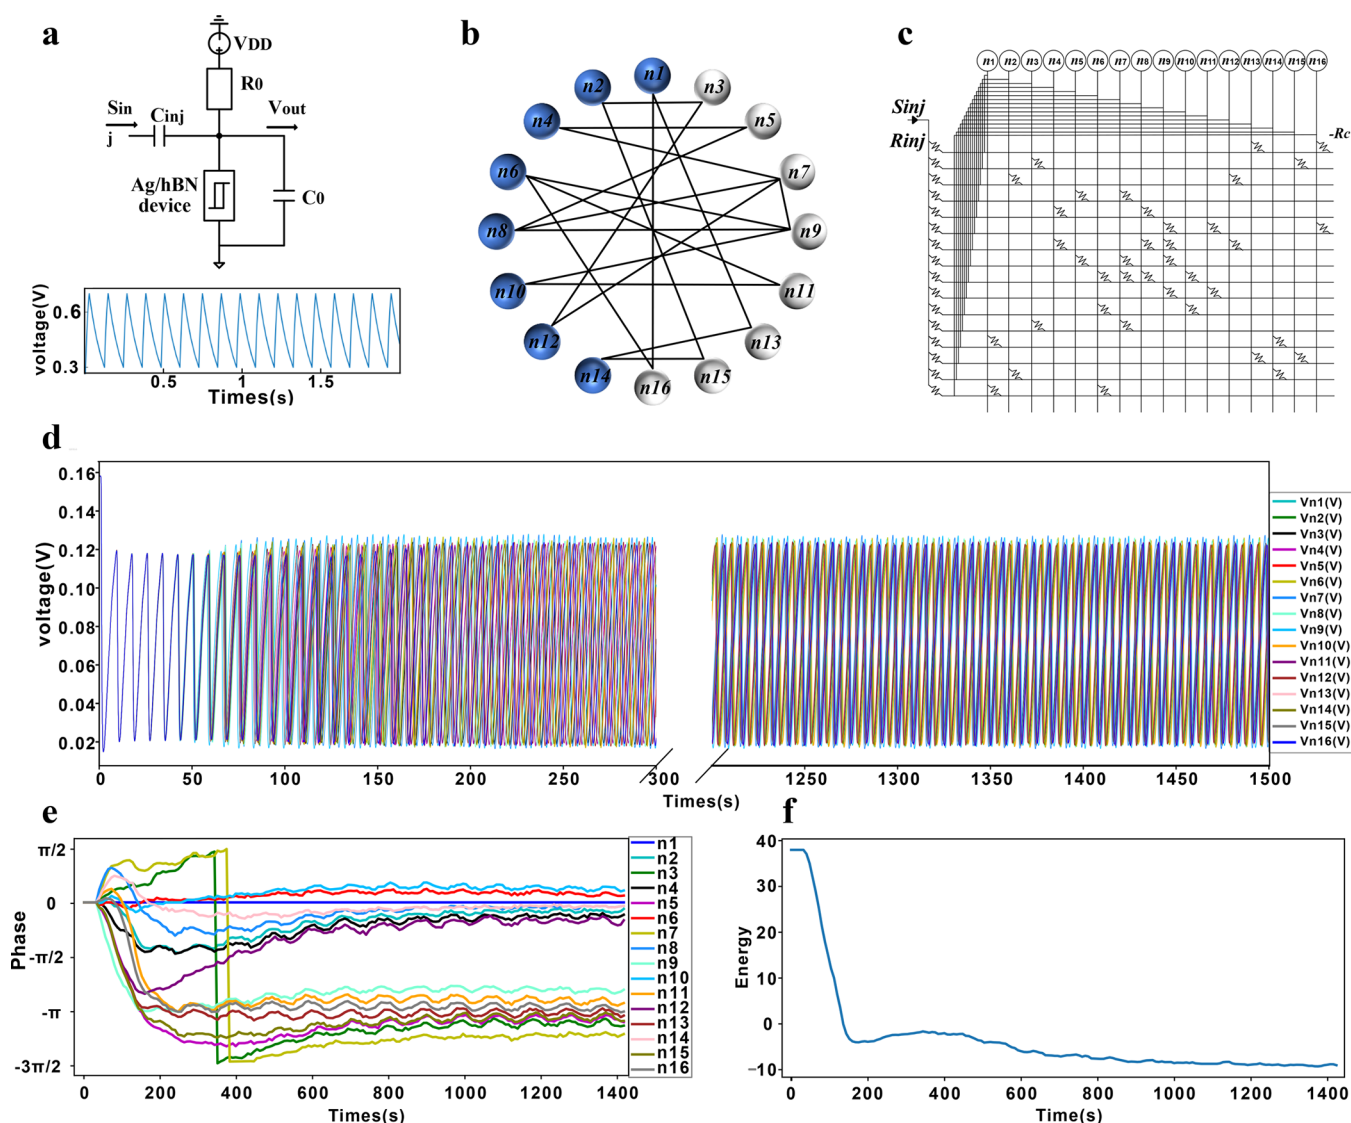 a
VDD
R0
Sin
j
Cinj
Vout
Ag/hBN
device
C0
voltage(V)
0.6
0.3
0.5
1
1.5
Times(s)
b
n1
n2
n3
n4
n5
n6
n7
n8
n9
n10
n11
n12
n13
n14
n15
n16
c
n1 n2 n3 n4 n5 n6 n7 n8 n9 n10 n11 n12 n13 n14 n15 n16
Sinj
Rinj
-Rc
d
voltage(V)
0.16
0.14
0.12
0.10
0.08
0.06
0.04
0.02
0 50 100 150 200 250 300 1250 1300 1350 1400 1450 1500
Times(s)
Vn1(V)
Vn2(V)
Vn3(V)
Vn4(V)
Vn5(V)
Vn6(V)
Vn7(V)
Vn8(V)
Vn9(V)
Vn10(V)
Vn11(V)
Vn12(V)
Vn13(V)
Vn14(V)
Vn15(V)
Vn16(V)
e
Phase
π/2
0
-π/2
-π
-3π/2
0 200 400 600 800 1000 1200 1400
Times(s)
n1
n2
n3
n4
n5
n6
n7
n8
n9
n10
n11
n12
n13
n14
n15
n16
f
Energy
40
30
38
10
0
−10
0 200 400 600 800 1000 1200 1400
Time(s)